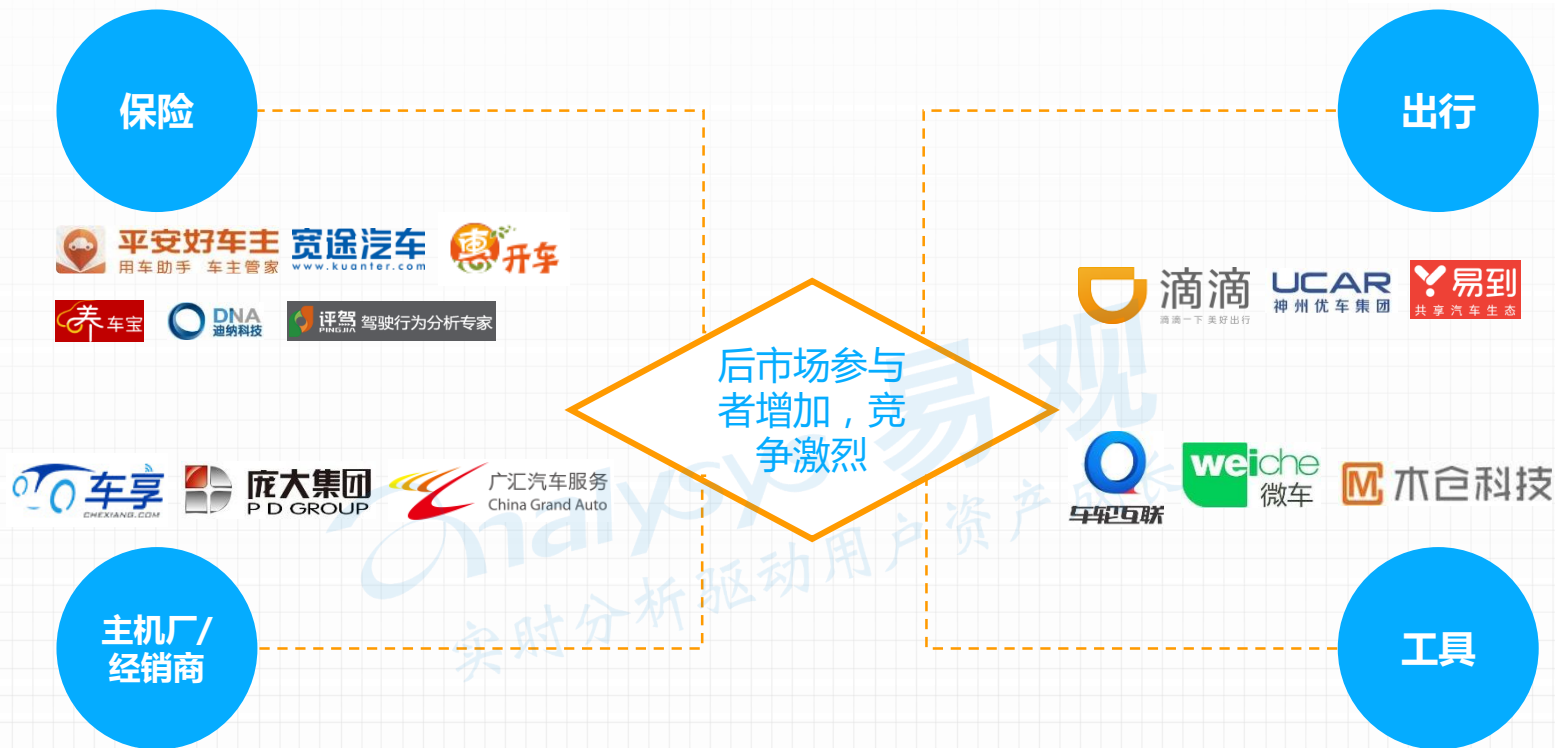 保险
出行
平安好车主
用车助手 车主管家
宽途汽车
www.kuanter.com
惠开车
养车宝
DNA
迪纳科技
评驾
PINGJIA
驾驶行为分析专家
滴滴
滴滴一下 美好出行
UCAR
神州优车集团
易到
共享汽车生态
后市场参与
者增加，竞
争激烈
车享
CHEXIANG.COM
庞大集团
PD GROUP
广汇汽车服务
China Grand Auto
车轮互联
weiche
微车
木仓科技
主机厂/
经销商
工具
analysys 易观
实时分析驱动用户资产成长